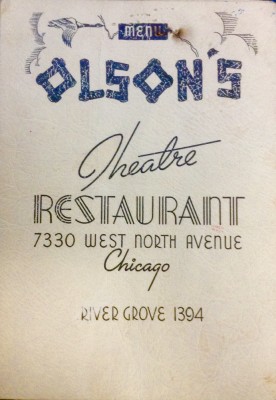 MENU
OLSON'S
Theatre
RESTAURANT
7330 WEST NORTH AVENUE
Chicago
RIVER GROVE 1394